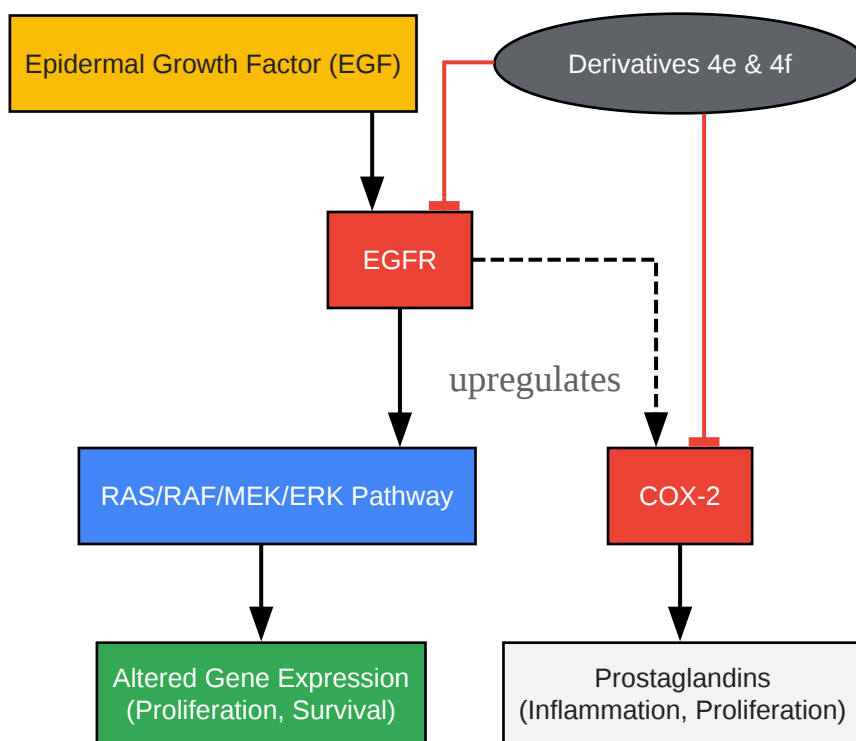 Epidermal Growth Factor (EGF)
Derivatives 4e & 4f
EGFR
upregulates
RAS/RAF/MEK/ERK Pathway
COX-2
Altered Gene Expression
(Proliferation, Survival)
Prostaglandins
(Inflammation, Proliferation)